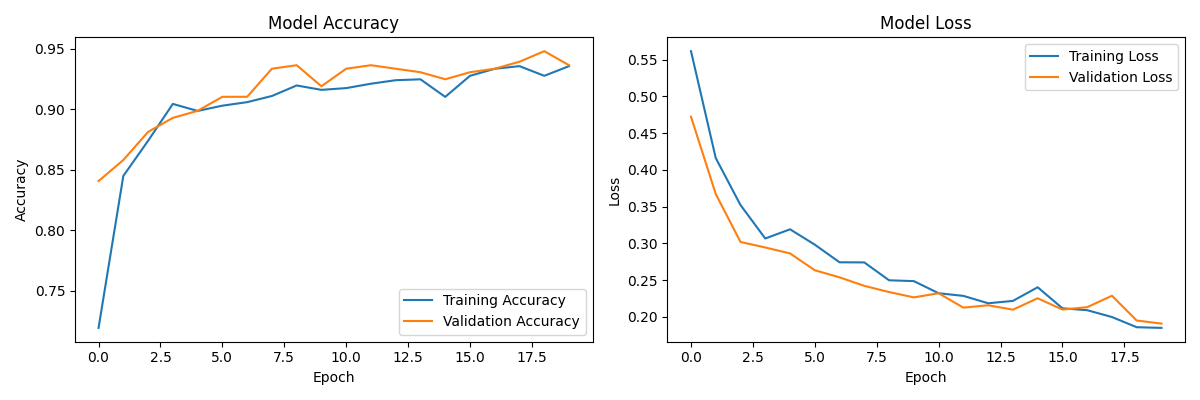 Model Accuracy
0.95
0.90
0.85
0.80
0.75
Accuracy
Training Accuracy
Validation Accuracy
0.0 2.5 5.0 7.5 10.0 12.5 15.0 17.5
Epoch
Model Loss
0.55
0.50
0.45
0.40
0.35
0.30
0.25
0.20
Loss
Training Loss
Validation Loss
0.0 2.5 5.0 7.5 10.0 12.5 15.0 17.5
Epoch